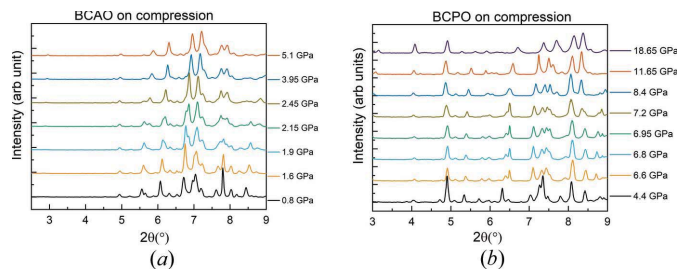 BCAO on compression
(a)
Intensity (arb unit)
5.1 GPa
3.95 GPa
2.45 GPa
2.15 GPa
1.9 GPa
1.6 GPa
0.8 GPa
3 4 5 6 7 8 9
2θ(°)
(a)
BCPO on compression
(b)
Intensity (arb units)
18.65 GPa
11.65 GPa
8.4 GPa
7.2 GPa
6.95 GPa
6.8 GPa
6.6 GPa
4.4 GPa
3 4 5 6 7 8 9
2θ(°)
(b)